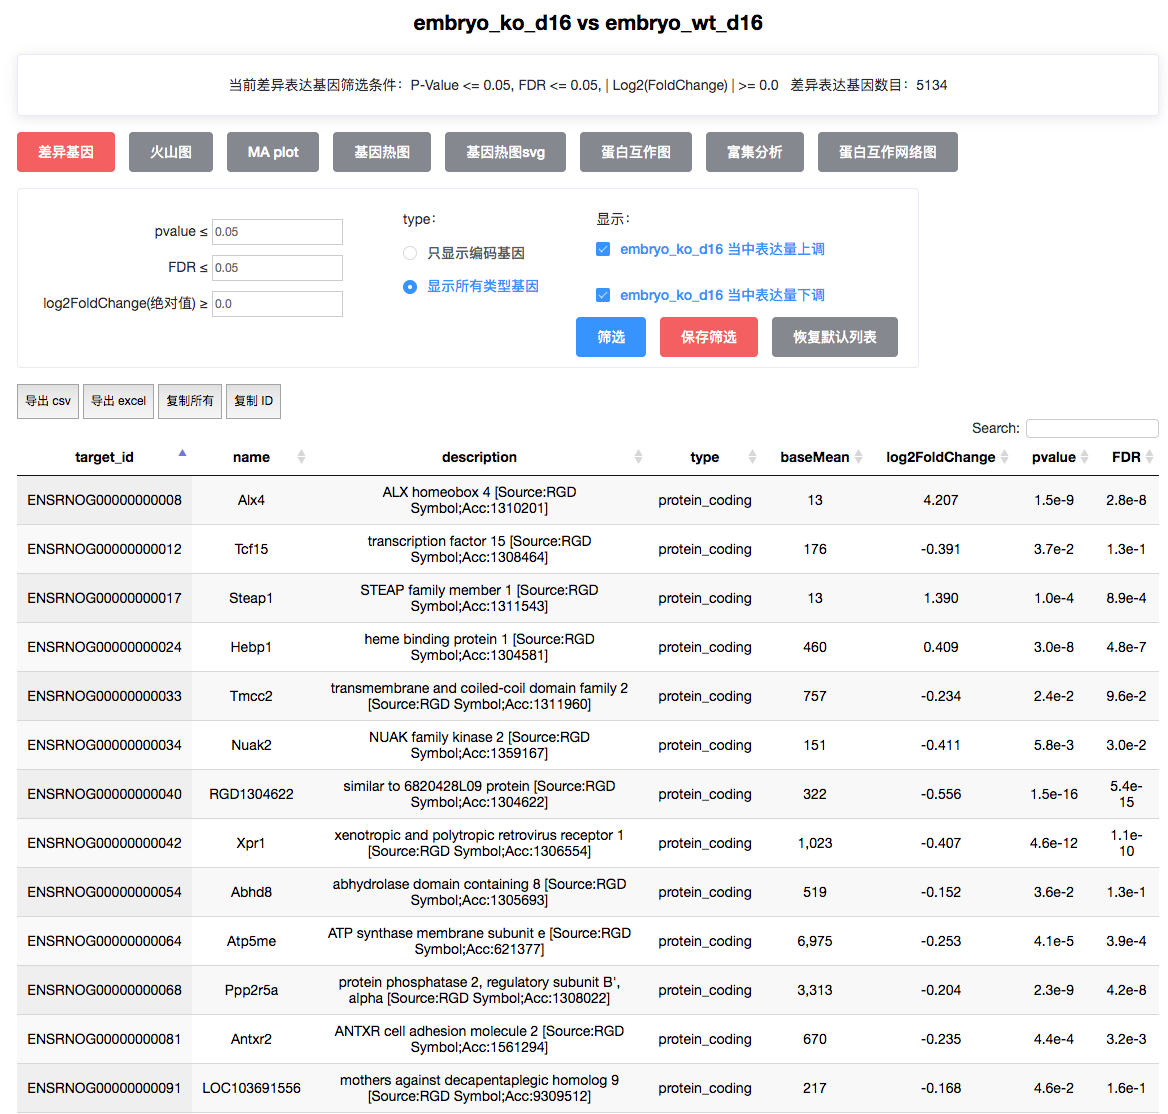 embryo_ko_d16 vs embryo_wt_d16
当前差异表达基因筛选条件：P-Value <= 0.05, FDR <= 0.05, | Log2(FoldChange) | >= 0.0 差异表达基因数目：5134
差异基因 火山图 MA plot 基因热图 基因热图svg 蛋白互作图 富集分析 蛋白互作网络图
pvalue ≤ 0.05
FDR ≤ 0.05
log2FoldChange(绝对值) ≥ 0.0
type：
只显示编码基因
显示所有类型基因
显示：
embryo_ko_d16 当中表达量上调
embryo_ko_d16 当中表达量下调
筛选 保存筛选 恢复默认列表
导出 csv 导出 excel 复制所有 复制 ID
Search:
target_id name description type baseMean log2FoldChange pvalue FDR
ENSRNOG00000000008 Alx4 ALX homeobox 4 [Source:RGD
Symbol;Acc:1310201] protein_coding 13 4.207 1.5e-9 2.8e-8
ENSRNOG00000000012 Tcf15 transcription factor 15 [Source:RGD
Symbol;Acc:1308464] protein_coding 176 -0.391 3.7e-2 1.3e-1
ENSRNOG00000000017 Steap1 STEAP family member 1 [Source:RGD
Symbol;Acc:1311543] protein_coding 13 1.390 1.0e-4 8.9e-4
ENSRNOG00000000024 Hebp1 heme binding protein 1 [Source:RGD
Symbol;Acc:1304581] protein_coding 460 0.409 3.0e-8 4.8e-7
ENSRNOG00000000033 Tmcc2 transmembrane and coiled-coil domain family 2
[Source:RGD Symbol;Acc:1311960] protein_coding 757 -0.234 2.4e-2 9.6e-2
ENSRNOG00000000034 Nuak2 NUAK family kinase 2 [Source:RGD
Symbol;Acc:1359167] protein_coding 151 -0.411 5.8e-3 3.0e-2
ENSRNOG00000000040 RGD1304622 similar to 6820428L09 protein [Source:RGD
Symbol;Acc:1304622] protein_coding 322 -0.556 1.5e-16 5.4e-
15
ENSRNOG00000000042 Xpr1 xenotropic and polytropic retrovirus receptor 1
[Source:RGD Symbol;Acc:1306554] protein_coding 1,023 -0.407 4.6e-12 1.1e-
10
ENSRNOG00000000054 Abhd8 abhydrolase domain containing 8 [Source:RGD
Symbol;Acc:1305693] protein_coding 519 -0.152 3.6e-2 1.3e-1
ENSRNOG00000000064 Atp5me ATP synthase membrane subunit e [Source:RGD
Symbol;Acc:621377] protein_coding 6,975 -0.253 4.1e-5 3.9e-4
ENSRNOG00000000068 Ppp2r5a protein phosphatase 2, regulatory subunit B',
alpha [Source:RGD Symbol;Acc:1308022] protein_coding 3,313 -0.204 2.3e-9 4.2e-8
ENSRNOG00000000081 Antxr2 ANTXR cell adhesion molecule 2 [Source:RGD
Symbol;Acc:1561294] protein_coding 670 -0.235 4.4e-4 3.2e-3
ENSRNOG00000000091 LOC103691556 mothers against decapentaplegic homolog 9
[Source:RGD Symbol;Acc:9309512] protein_coding 217 -0.168 4.6e-2 1.6e-1